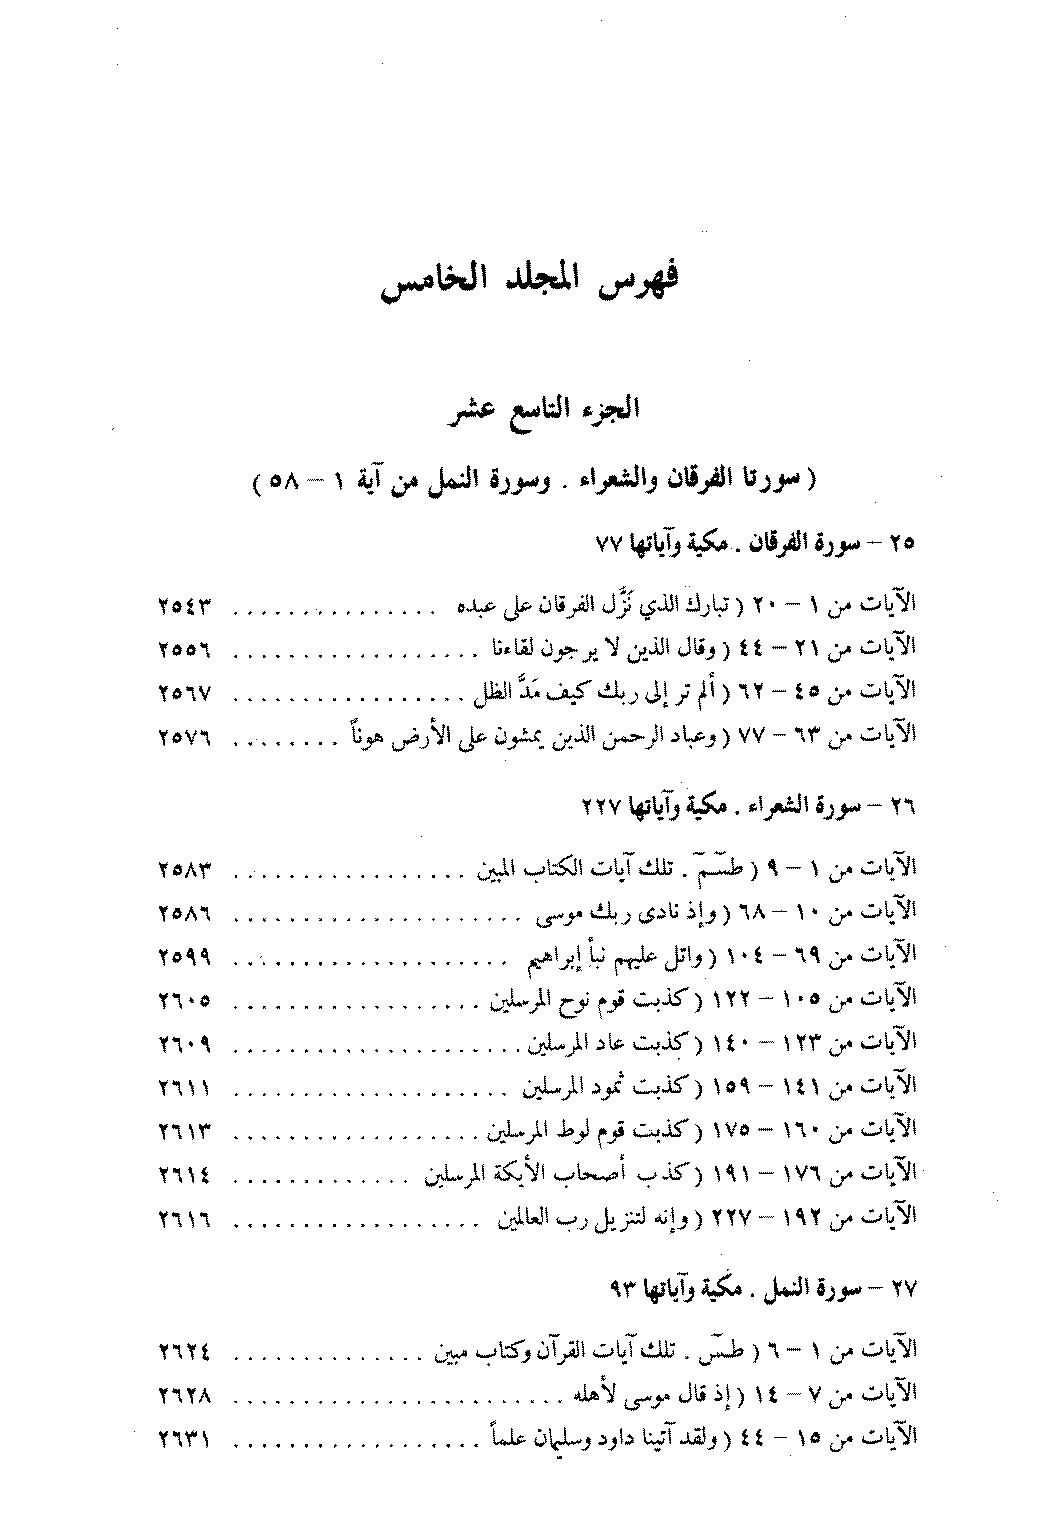 فهرس المجلد الخامس
الجزء التاسع عشر
( سورتا الفرقان والشعراء . وسورة النمل من آية ١ – ٥٨ )
٢٥ – سورة الفرقان . مكية وآياتها ٧٧
الآيات من ١ – ٢٠ ( تبارك الذي نَزَّل الفرقان على عبده . . . . . . . . . . . . . . . ٢٥٤٣
الآيات من ٢١ – ٤٤ ( وقال الذين لا يرجون لقاءنا . . . . . . . . . . . . . . . . . . ٢٥٥٦
الآيات من ٤٥ – ٦٢ ( ألم تر إلى ربك كيف مَدَّ الظل . . . . . . . . . . . . . . . . . ٢٥٦٧
الآيات من ٦٣ – ٧٧ ( وعباد الرحمن الذين يمشون على الأرض هوناً . . . . . . . . ٢٥٧٦
٢٦ – سورة الشعراء . مكية وآياتها ٢٢٧
الآيات من ١ – ٩ ( طسٓمٓ . تلك آيات الكتاب المبين . . . . . . . . . . . . . . . . . ٢٥٨٣
الآيات من ١٠ – ٦٨ ( وإذ نادى ربك موسى . . . . . . . . . . . . . . . . . . . . . ٢٥٨٦
الآيات من ٦٩ – ١٠٤ ( واتل عليهم نبأ إبراهيم . . . . . . . . . . . . . . . . . . . . ٢٥٩٩
الآيات من ١٠٥ – ١٢٢ ( كذبت قوم نوح المرسلين . . . . . . . . . . . . . . . . . . ٢٦٠٥
الآيات من ١٢٣ – ١٤٠ ( كذبت عاد المرسلين . . . . . . . . . . . . . . . . . . . . . ٢٦٠٩
الآيات من ١٤١ – ١٥٩ ( كذبت ثمود المرسلين . . . . . . . . . . . . . . . . . . . . ٢٦١١
الآيات من ١٦٠ – ١٧٥ ( كذبت قوم لوط المرسلين . . . . . . . . . . . . . . . . . . ٢٦١٣
الآيات من ١٧٦ – ١٩١ ( كذب أصحاب الأيكة المرسلين . . . . . . . . . . . . . ٢٦١٤
الآيات من ١٩٢ – ٢٢٧ ( وإنه لتنزيل رب العالمين . . . . . . . . . . . . . . . . . . ٢٦١٦
٢٧ – سورة النمل . مكية وآياتها ٩٣
الآيات من ١ – ٦ ( طسٓ . تلك آيات القرآن وكتاب مبين . . . . . . . . . . . . . . ٢٦٢٤
الآيات من ٧ – ١٤ ( إذ قال موسى لأهله . . . . . . . . . . . . . . . . . . . . . . . . ٢٦٢٨
الآيات من ١٥ – ٤٤ ( ولقد آتينا داود وسليمان علماً . . . . . . . . . . . . . . . . . . ٢٦٣١